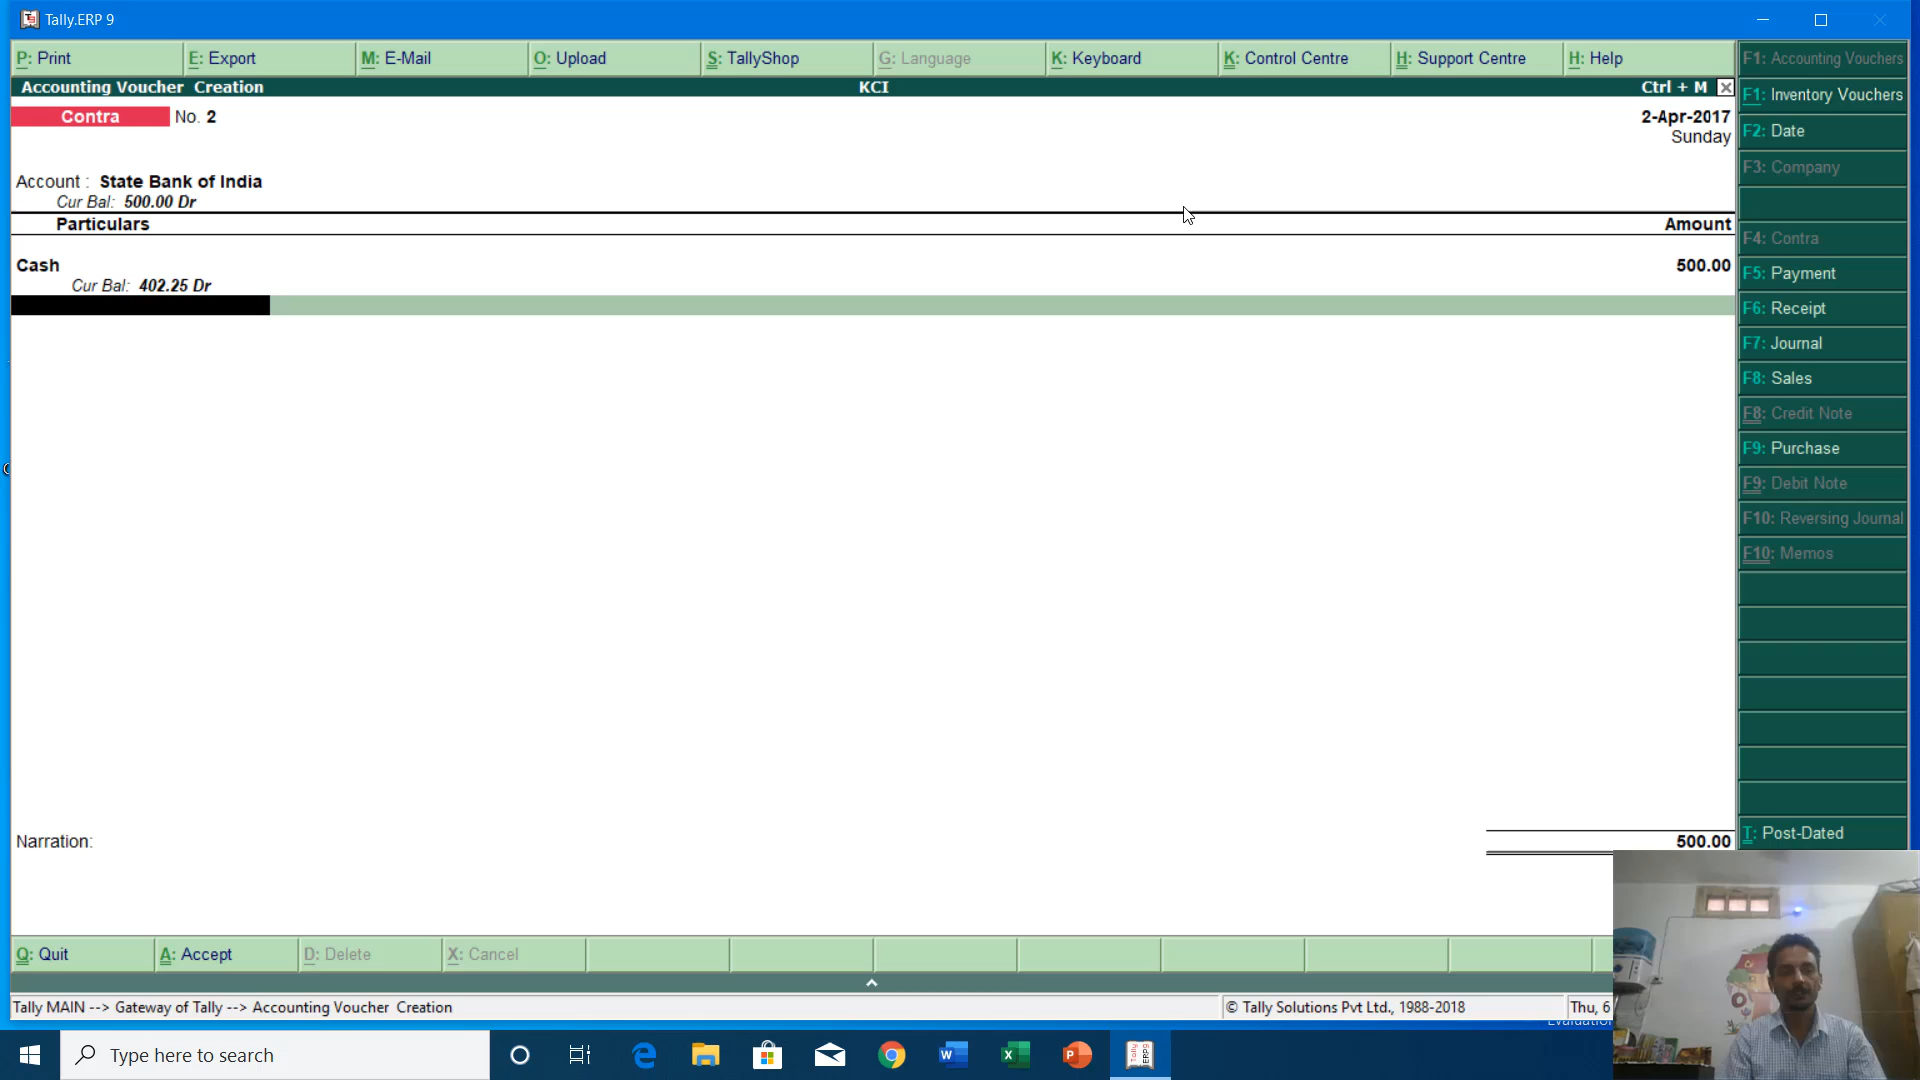 Tally.ERP 9
P: Print
E: Export
M: E-Mail
O: Upload
S: TallyShop
G: Language
K: Keyboard
K: Control Centre
H: Support Centre
H: Help
Accounting Voucher Creation
KCI
Ctrl + M
Contra No. 2
2-Apr-2017
Sunday
Account : State Bank of India
Cur Bal: 500.00 Dr
Particulars
Amount
Cash
500.00
Cur Bal: 402.25 Dr
Narration:
500.00
F1: Accounting Vouchers
F1: Inventory Vouchers
F2: Date
F3: Company
F4: Contra
F5: Payment
F6: Receipt
F7: Journal
F8: Sales
F8: Credit Note
F9: Purchase
F9: Debit Note
F10: Reversing Journal
F10: Memos
T: Post-Dated
Q: Quit
A: Accept
D: Delete
X: Cancel
Tally MAIN --> Gateway of Tally --> Accounting Voucher Creation
© Tally Solutions Pvt Ltd., 1988-2018
Thu, 6
Type here to search